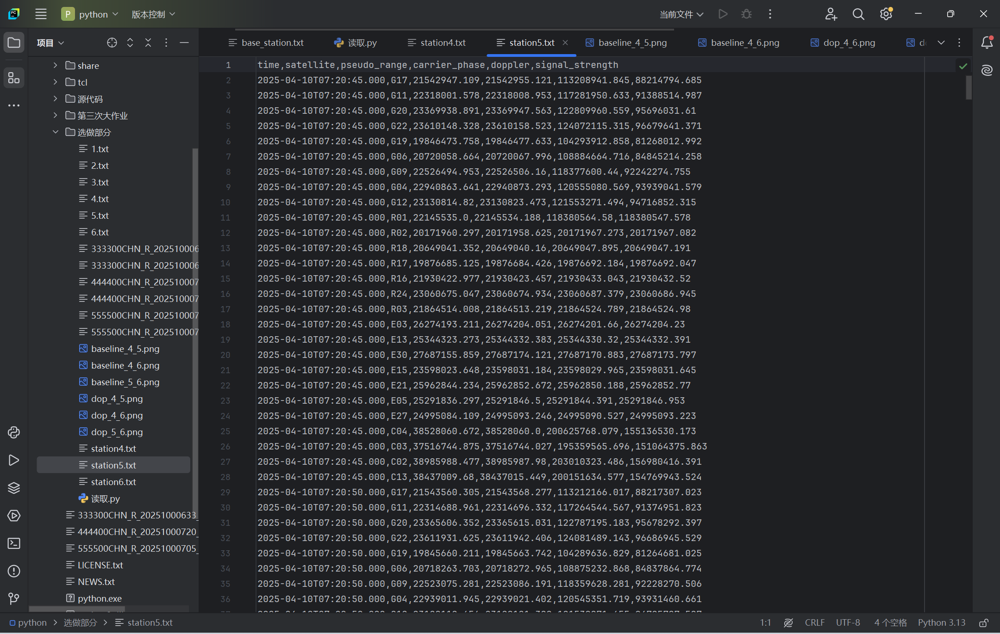 P python 版本控制 当前文件
项目
base_station.txt 读取.py station4.txt station5.txt baseline_4_5.png baseline_4_6.png dop_4_6.png
share
tcl
源代码
第三次大作业
选做部分
1.txt
2.txt
3.txt
4.txt
5.txt
6.txt
333300CHN_R_202510006
333300CHN_R_202510006
444400CHN_R_202510007
444400CHN_R_202510007
555500CHN_R_202510007
555500CHN_R_202510007
baseline_4_5.png
baseline_4_6.png
baseline_5_6.png
dop_4_5.png
dop_4_6.png
dop_5_6.png
station4.txt
station5.txt
station6.txt
读取.py
333300CHN_R_20251000633_
444400CHN_R_20251000720_
555500CHN_R_20251000705_
LICENSE.txt
NEWS.txt
python.exe
1 time,satellite,pseudo_range,carrier_phase,doppler,signal_strength
2 2025-04-10T07:20:45.000,G17,21542947.109,21542955.121,113208941.845,88214794.685
3 2025-04-10T07:20:45.000,G11,22318001.578,22318008.953,117281950.633,91388514.987
4 2025-04-10T07:20:45.000,G20,23369938.891,23369947.563,122809960.559,95696031.61
5 2025-04-10T07:20:45.000,G22,23610148.328,23610158.523,124072115.315,96679641.371
6 2025-04-10T07:20:45.000,G19,19846473.758,19846477.633,104293912.858,81268012.992
7 2025-04-10T07:20:45.000,G06,20720058.664,20720067.996,108884664.716,84845214.258
8 2025-04-10T07:20:45.000,G09,22526494.953,22526506.16,118377600.44,92242274.755
9 2025-04-10T07:20:45.000,G04,22940863.641,22940873.293,120555080.569,93939041.579
10 2025-04-10T07:20:45.000,G12,23130814.82,23130823.473,121553271.494,94716852.315
11 2025-04-10T07:20:45.000,R01,22145535.0,22145534.188,118380564.58,118380547.578
12 2025-04-10T07:20:45.000,R02,20171960.297,20171958.625,20171967.273,20171967.082
13 2025-04-10T07:20:45.000,R18,20649041.352,20649040.16,20649047.895,20649047.191
14 2025-04-10T07:20:45.000,R17,19876685.125,19876684.426,19876692.184,19876692.047
15 2025-04-10T07:20:45.000,R16,21930422.977,21930423.457,21930433.043,21930432.52
16 2025-04-10T07:20:45.000,R24,23060675.047,23060674.934,23060687.379,23060686.945
17 2025-04-10T07:20:45.000,R03,21864514.008,21864513.219,21864524.789,21864524.98
18 2025-04-10T07:20:45.000,E03,26274193.211,26274204.051,26274201.66,26274204.23
19 2025-04-10T07:20:45.000,E13,25344323.273,25344332.383,25344330.32,25344332.391
20 2025-04-10T07:20:45.000,E30,27687155.859,27687174.121,27687170.883,27687173.797
21 2025-04-10T07:20:45.000,E15,23598023.648,23598031.184,23598029.965,23598031.645
22 2025-04-10T07:20:45.000,E21,25962844.234,25962852.672,25962850.188,25962852.77
23 2025-04-10T07:20:45.000,E05,25291836.297,25291846.5,25291844.391,25291846.953
24 2025-04-10T07:20:45.000,E27,24995084.109,24995093.246,24995090.527,24995093.223
25 2025-04-10T07:20:45.000,C04,38528060.672,38528060.0,200625768.079,155136530.173
26 2025-04-10T07:20:45.000,C03,37516744.875,37516744.027,195359565.696,151064375.863
27 2025-04-10T07:20:45.000,C02,38985988.477,38985987.98,203010323.486,156980416.391
28 2025-04-10T07:20:45.000,C13,38437009.68,38437015.449,200151634.577,154769943.524
29 2025-04-10T07:20:50.000,G17,21543560.305,21543568.277,113212166.017,88217307.023
30 2025-04-10T07:20:50.000,G11,22314688.961,22314696.332,117264544.567,91374951.823
31 2025-04-10T07:20:50.000,G20,23365606.352,23365615.031,122787195.183,95678292.397
32 2025-04-10T07:20:50.000,G22,23611931.625,23611942.406,124081489.143,96686945.529
33 2025-04-10T07:20:50.000,G19,19845660.211,19845663.742,104289636.829,81264681.025
34 2025-04-10T07:20:50.000,G06,20718263.703,20718272.965,108875232.868,84837864.774
35 2025-04-10T07:20:50.000,G09,22523075.281,22523086.191,118359628.281,92228270.506
36 2025-04-10T07:20:50.000,G04,22939011.945,22939021.402,120545351.719,93931460.661
python 选做部分 station5.txt 1:1 CRLF UTF-8 4 个空格 Python 3.13